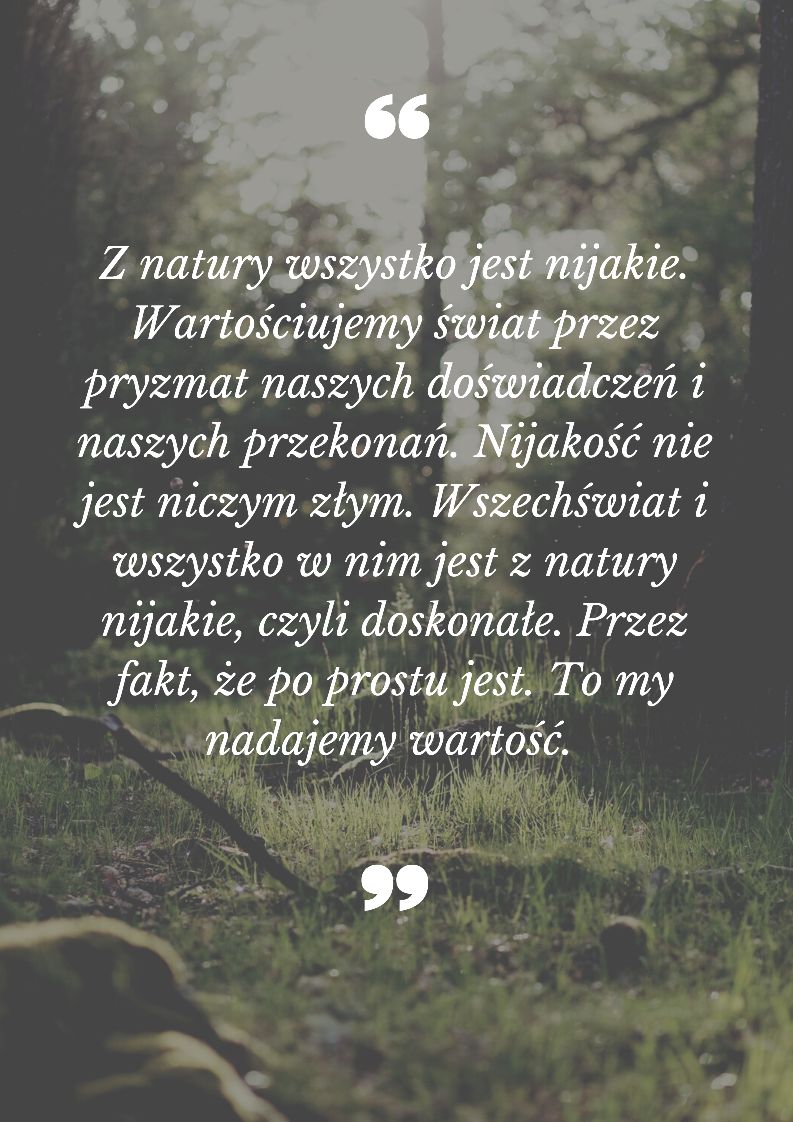 “
Z natury wszystko jest nijakie.
Wartościujemy świat przez
pryzmat naszych doświadczeń i
naszych przekonań. Nijakość nie
jest niczym złym. Wszechświat i
wszystko w nim jest z natury
nijakie, czyli doskonałe. Przez
fakt, że po prostu jest. To my
nadajemy wartość.
”